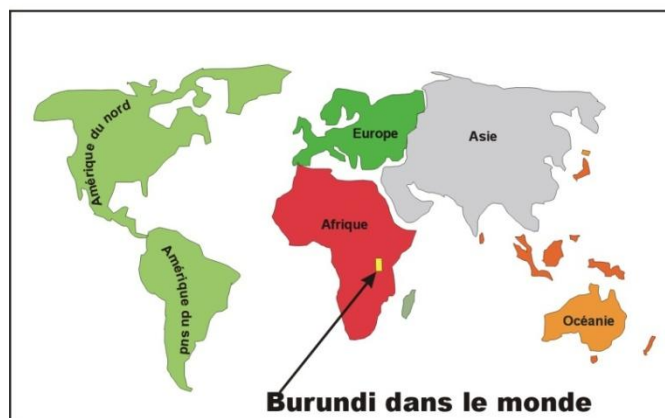 Amérique du nord
Europe
Asie
Afrique
Amérique du sud
Océanie
Burundi dans le monde